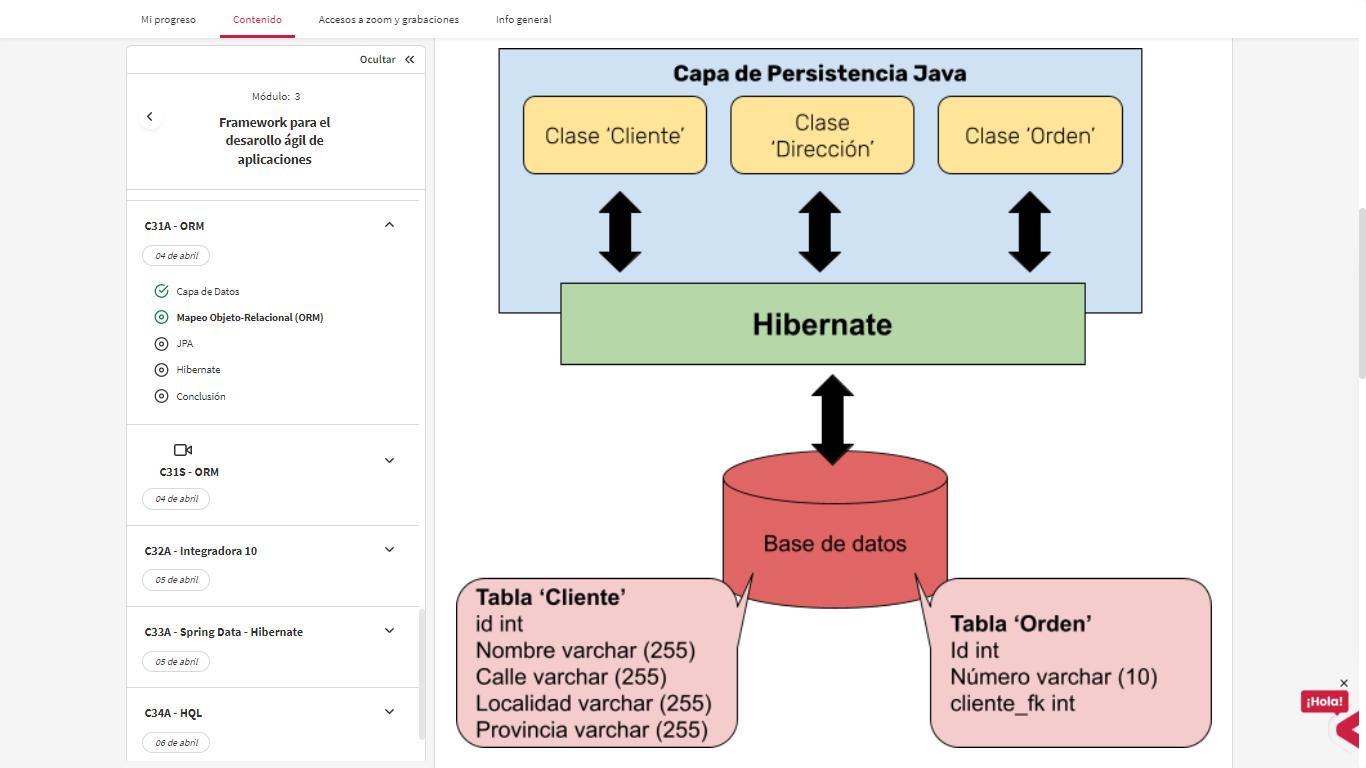 Mi progreso
Contenido
Accesos a zoom y grabaciones
Info general
Ocultar
Módulo: 3
Framework para el
desarollo ágil de
aplicaciones
C31A - ORM
04 de abril
Capa de Datos
Mapeo Objeto-Relacional (ORM)
JPA
Hibernate
Conclusión
C31S - ORM
04 de abril
C32A - Integradora 10
05 de abril
C33A - Spring Data - Hibernate
05 de abril
C34A - HQL
06 de abril
Capa de Persistencia Java
Clase ‘Cliente’
Clase
‘Dirección’
Clase ‘Orden’
Hibernate
Base de datos
Tabla ‘Cliente’
id int
Nombre varchar (255)
Calle varchar (255)
Localidad varchar (255)
Provincia varchar (255)
Tabla ‘Orden’
Id int
Número varchar (10)
cliente_fk int
¡Hola!